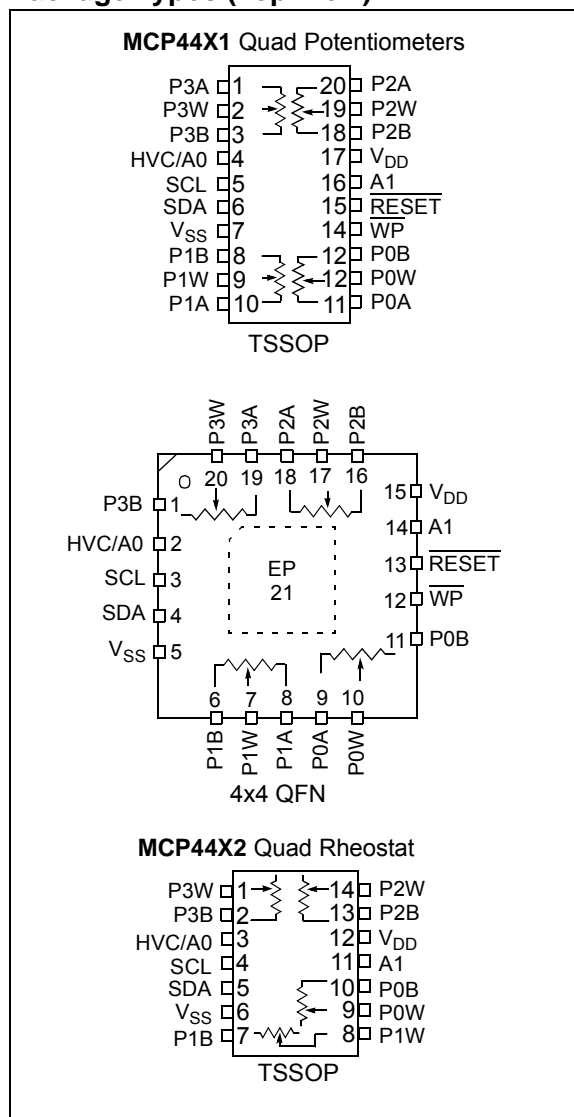 MCP44X1 Quad Potentiometers
P3A 1 20 P2A
P3W 2 19 P2W
P3B 3 18 P2B
HVC/A0 4 17 VDD
SCL 5 16 A1
SDA 6 15 RESET
VSS 7 14 WP
P1B 8 12 P0B
P1W 9 12 P0W
P1A 10 11 P0A
TSSOP
P3W P3A P2A P2W P2B
O 20 19 18 17 16
P3B 1 15 VDD
HVC/A0 2 14 A1
SCL 3 EP 13 RESET
21
SDA 4 12 WP
VSS 5 11 P0B
6 7 8 9 10
P1B P1W P1A P0A P0W
4x4 QFN
MCP44X2 Quad Rheostat
P3W 1 14 P2W
P3B 2 13 P2B
HVC/A0 3 12 VDD
SCL 4 11 A1
SDA 5 10 P0B
VSS 6 9 P0W
P1B 7 8 P1W
TSSOP